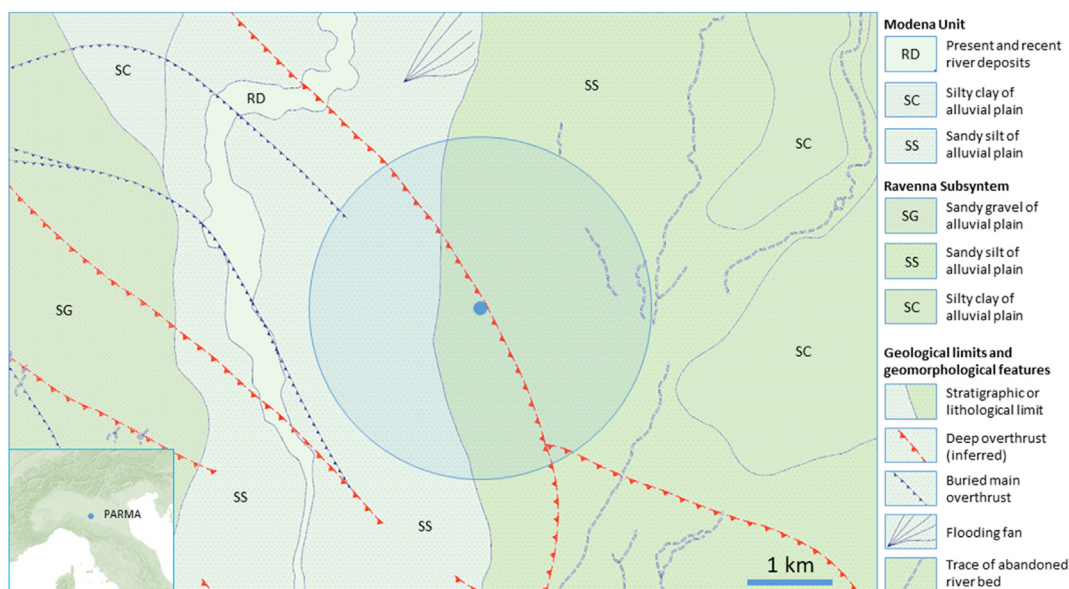 SC
RD
SS
SC
SG
SC
SS
SS
PARMA
1 km
Modena Unit
RD
Present and recent
river deposits
SC
Silty clay of
alluvial plain
SS
Sandy silt of
alluvial plain
Ravenna Subsyntem
SG
Sandy gravel of
alluvial plain
SS
Sandy silt of
alluvial plain
SC
Silty clay of
alluvial plain
Geological limits and
geomorphological features
Stratigraphic or
lithological limit
Deep overthrust
(inferred)
Buried main
overthrust
Flooding fan
Trace of abandoned
river bed